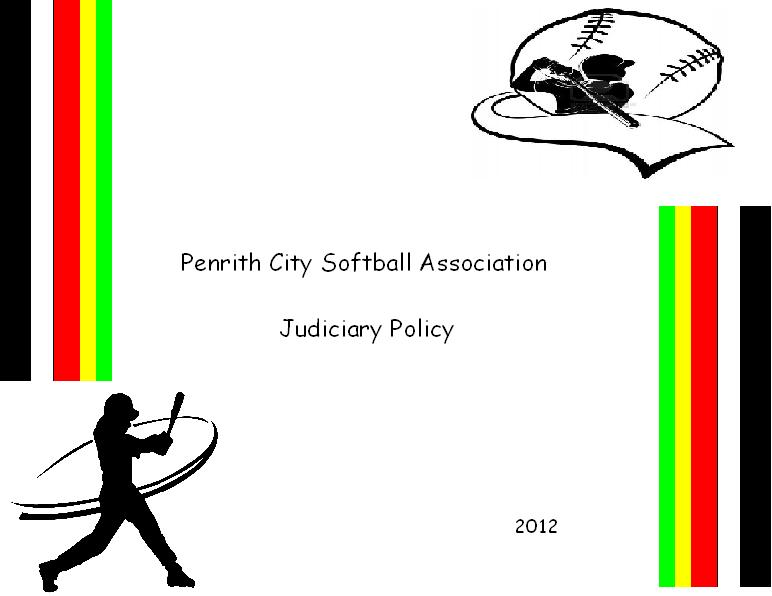 Penrith City Softball Association
Judiciary Policy
2012